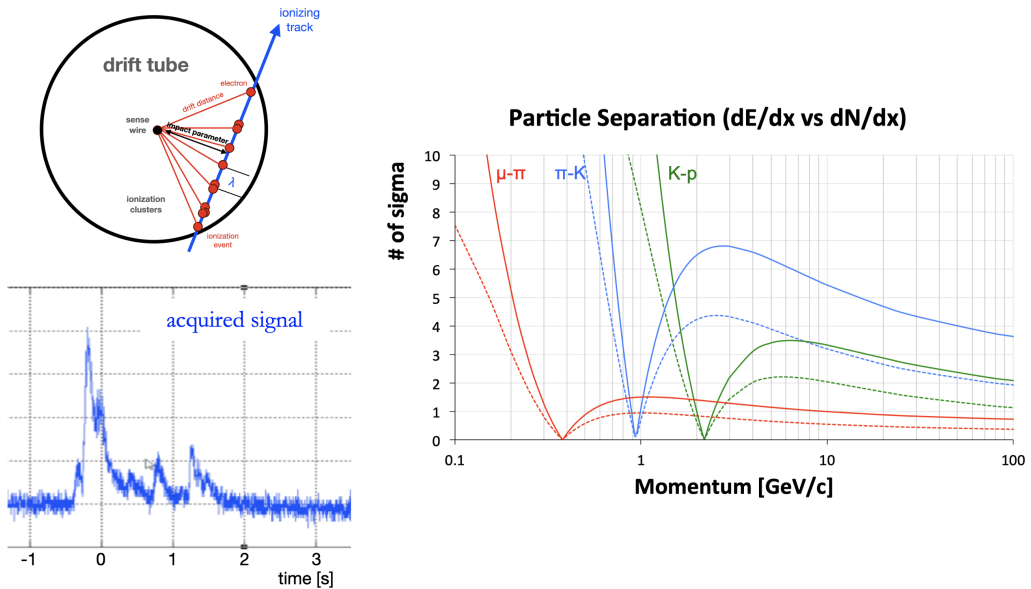 ionizing
track
drift tube
electron
drift distance
sense
wire
impact parameter
λ
ionization
clusters
ionization
event
acquired signal
-1 0 1 2 3
time [s]
Particle Separation (dE/dx vs dN/dx)
# of sigma
10
9
8
7
6
5
4
3
2
1
0
μ-π π-K K-p
0.1 1 10 100
Momentum [GeV/c]